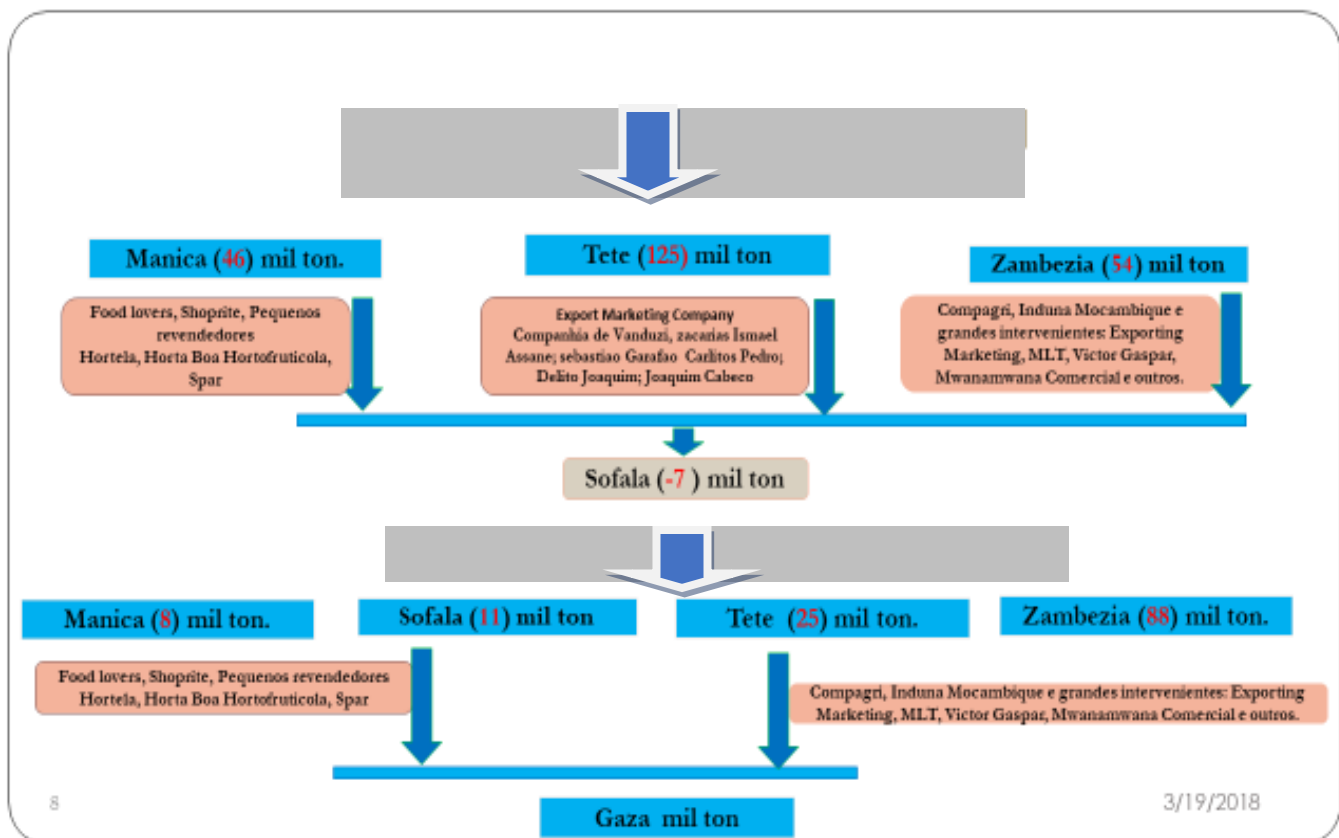 Manica (46) mil ton.
Tete (125) mil ton
Zambezia (54) mil ton
Food lovers, Shoprite, Pequenos
revendedores
Hortela, Horta Boa Hortofruticola,
Spar
Export Marketing Company
Companhia de Vanduzi, zacarias Ismael
Assane; sebastiao Garafao Carlitos Pedro;
Delito Joaquim; Joaquim Cabeco
Compagri, Induna Mocambique e
grandes intervenientes: Exporting
Marketing, MLT, Victor Gaspar,
Mwanamwana Comercial e outros.
Sofala (-7 ) mil ton
Manica (8) mil ton.
Sofala (11) mil ton
Tete (25) mil ton.
Zambezia (88) mil ton.
Food lovers, Shoprite, Pequenos revendedores
Hortela, Horta Boa Hortofruticola, Spar
Compagri, Induna Mocambique e grandes intervenientes: Exporting
Marketing, MLT, Victor Gaspar, Mwanamwana Comercial e outros.
Gaza mil ton
8
3/19/2018